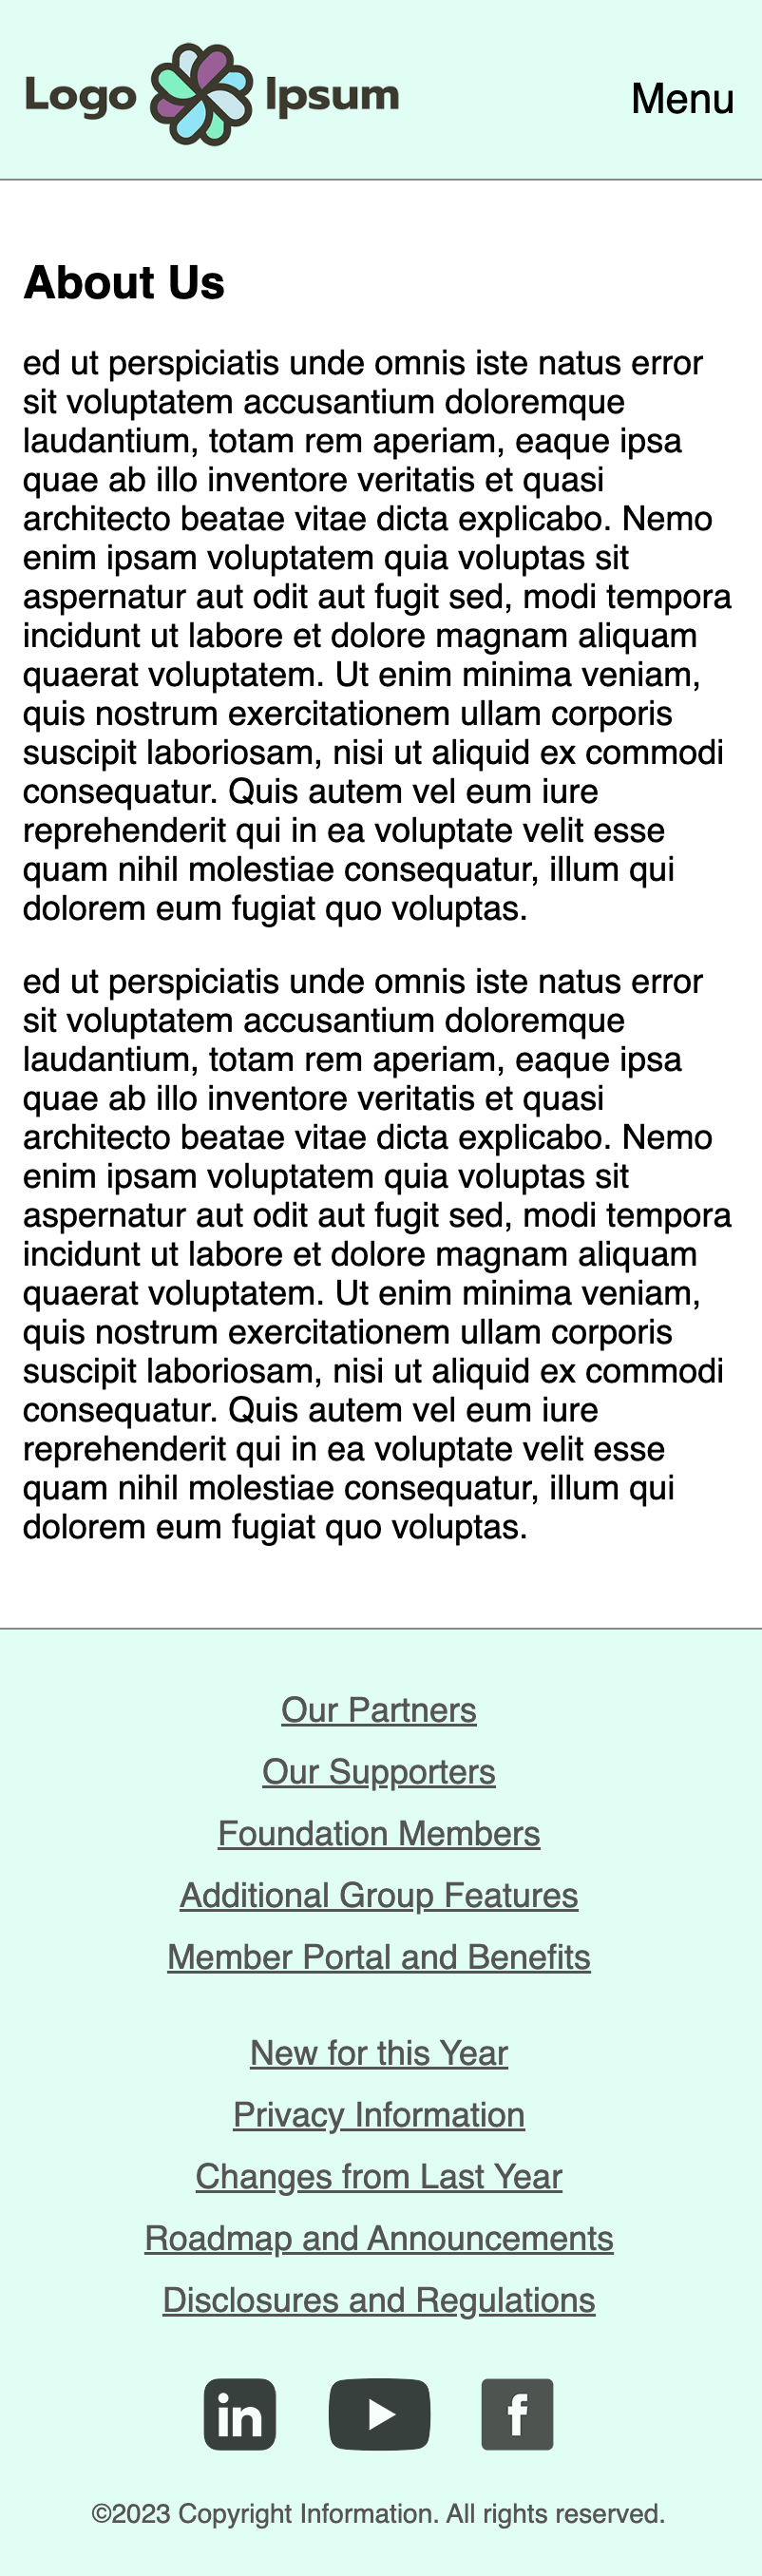 Logo Ipsum
Menu
About Us
ed ut perspiciatis unde omnis iste natus error
sit voluptatem accusantium doloremque
laudantium, totam rem aperiam, eaque ipsa
quae ab illo inventore veritatis et quasi
architecto beatae vitae dicta explicabo. Nemo
enim ipsam voluptatem quia voluptas sit
aspernatur aut odit aut fugit sed, modi tempora
incidunt ut labore et dolore magnam aliquam
quaerat voluptatem. Ut enim minima veniam,
quis nostrum exercitationem ullam corporis
suscipit laboriosam, nisi ut aliquid ex commodi
consequatur. Quis autem vel eum iure
reprehenderit qui in ea voluptate velit esse
quam nihil molestiae consequatur, illum qui
dolorem eum fugiat quo voluptas.
ed ut perspiciatis unde omnis iste natus error
sit voluptatem accusantium doloremque
laudantium, totam rem aperiam, eaque ipsa
quae ab illo inventore veritatis et quasi
architecto beatae vitae dicta explicabo. Nemo
enim ipsam voluptatem quia voluptas sit
aspernatur aut odit aut fugit sed, modi tempora
incidunt ut labore et dolore magnam aliquam
quaerat voluptatem. Ut enim minima veniam,
quis nostrum exercitationem ullam corporis
suscipit laboriosam, nisi ut aliquid ex commodi
consequatur. Quis autem vel eum iure
reprehenderit qui in ea voluptate velit esse
quam nihil molestiae consequatur, illum qui
dolorem eum fugiat quo voluptas.
Our Partners
Our Supporters
Foundation Members
Additional Group Features
Member Portal and Benefits
New for this Year
Privacy Information
Changes from Last Year
Roadmap and Announcements
Disclosures and Regulations
in f
©2023 Copyright Information. All rights reserved.